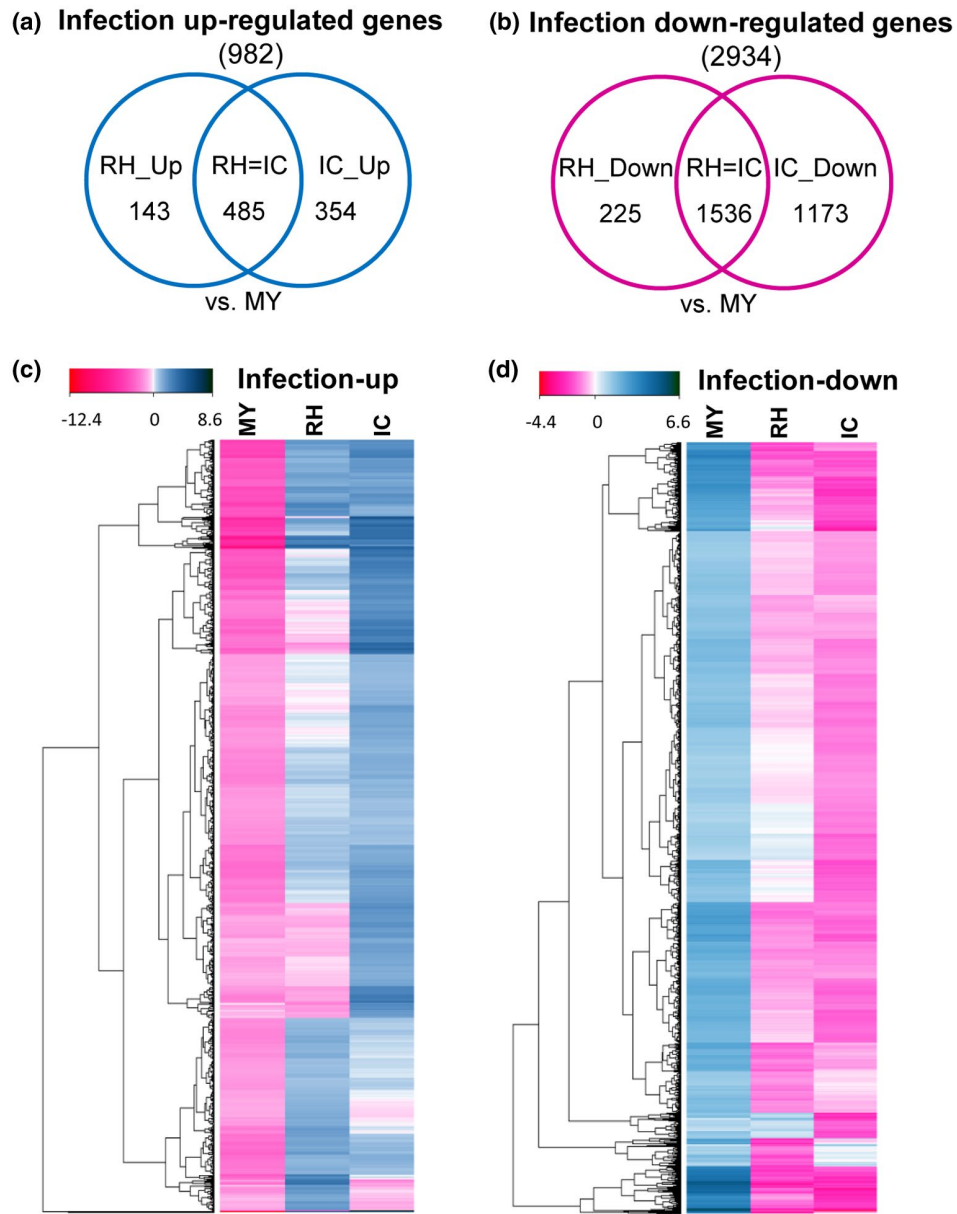 (a) Infection up-regulated genes
(982)
RH_Up RH=IC IC_Up
143 485 354
vs. MY
(b) Infection down-regulated genes
(2934)
RH_Down RH=IC IC_Down
225 1536 1173
vs. MY
(c) Infection-up
-12.4 0 8.6
MY RH IC
(d) Infection-down
-4.4 0 6.6
MY RH IC